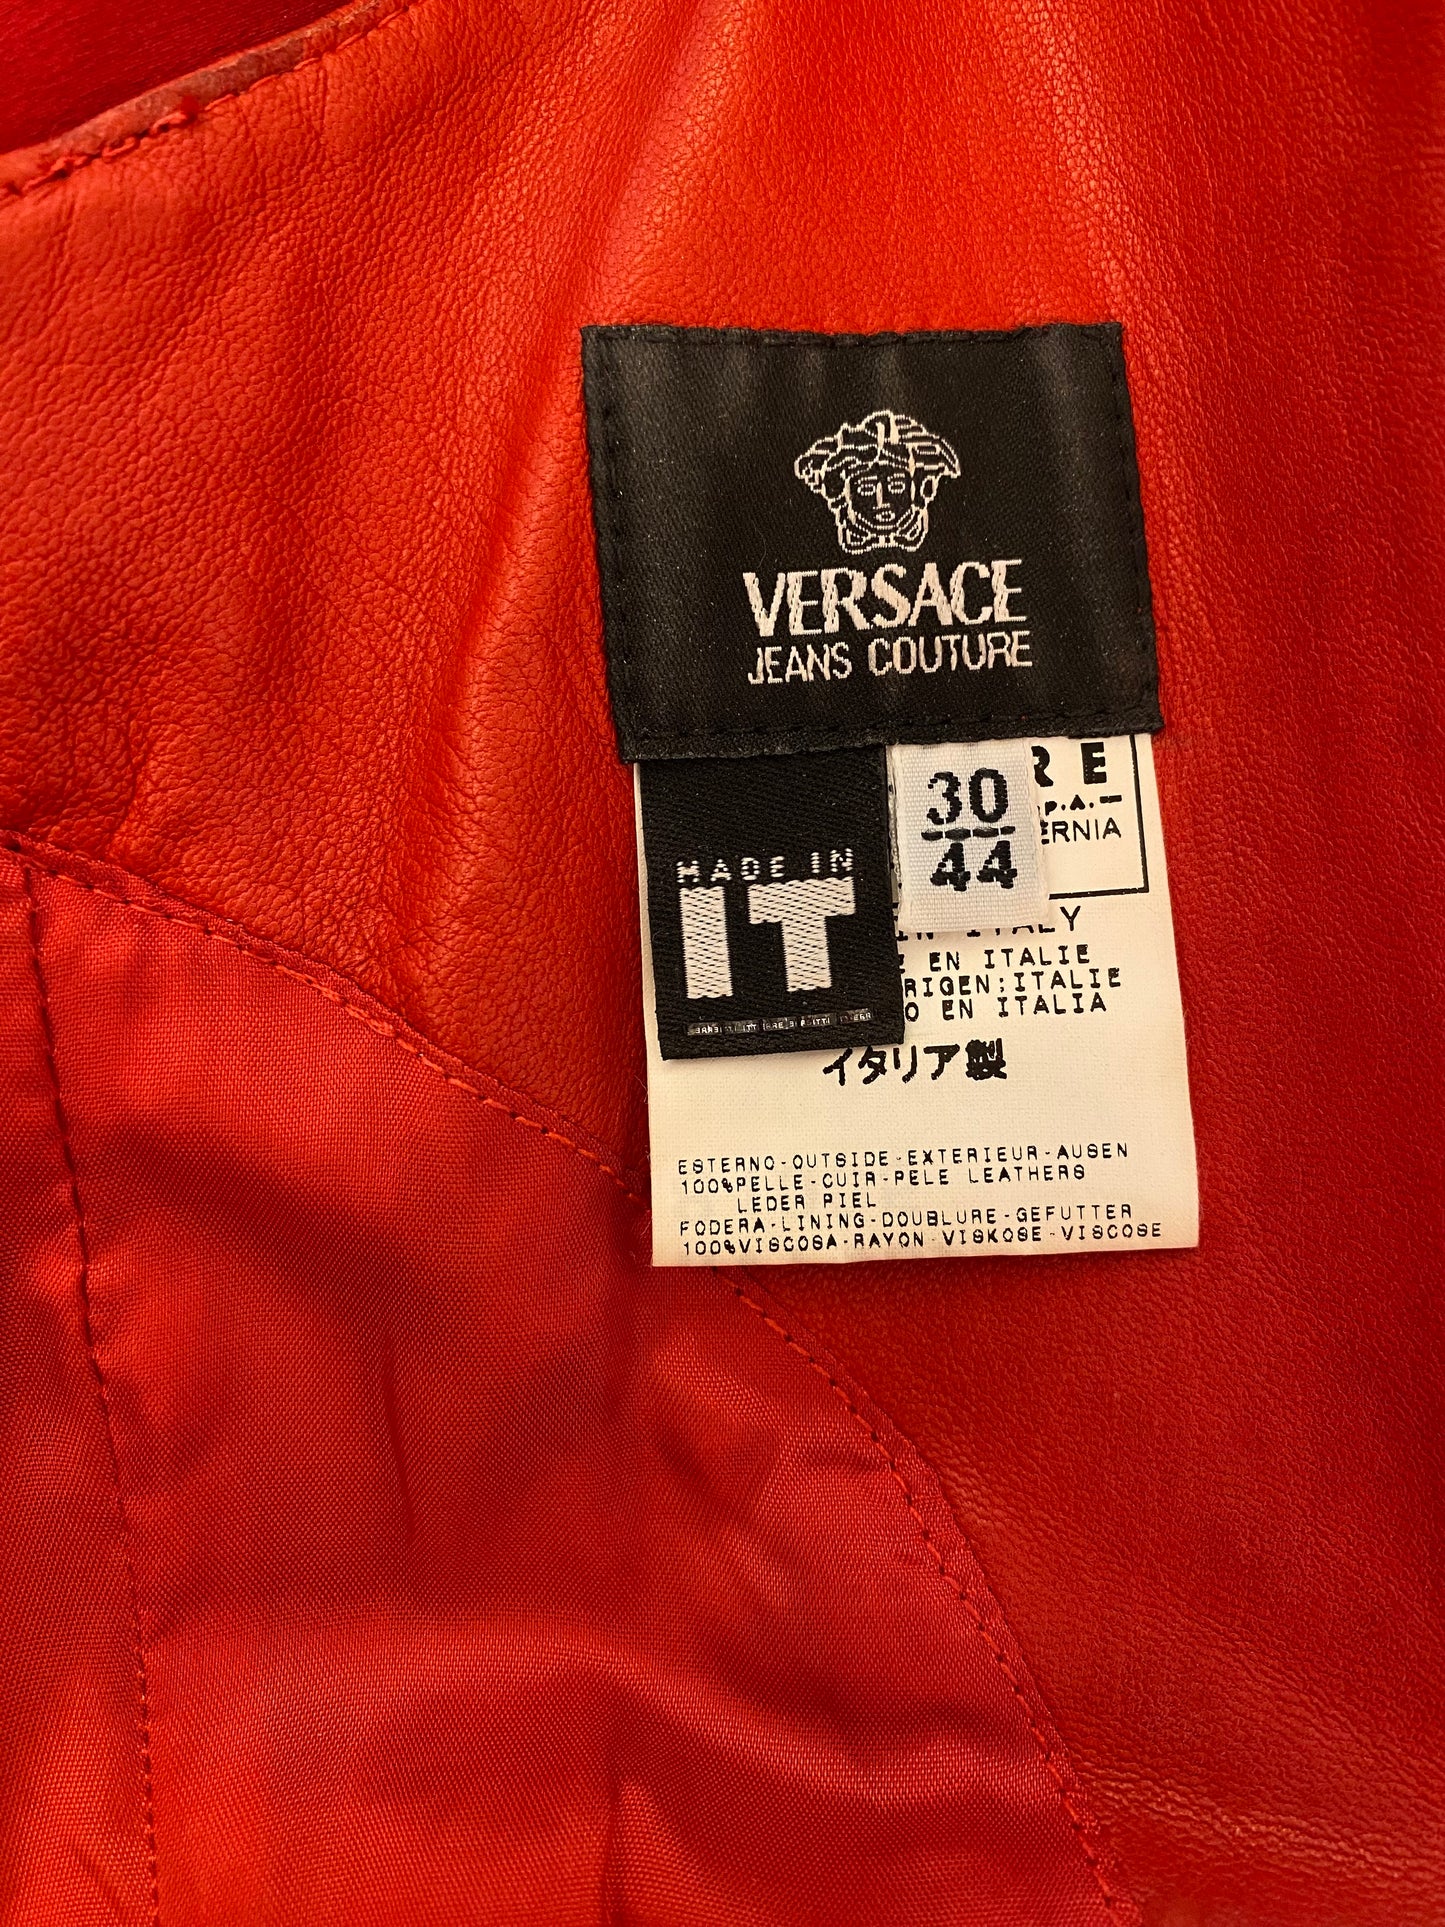 VERSACE
JEANS COUTURE
MADE IN
IT
30
44
RE
P.A.
ERNIA
IN ITALY
EN ITALIE
RIGEN:ITALIE
O EN ITALIA
イタリア製
ESTERNO-OUTSIDE-EXTERIEUR-AUSEN
100%PELLE-CUIR-PELE LEATHERS
LEDER PIEL
FODERA-LINING-DOUBLURE-GEFUTTER
100%VISCOSA-RAYON-VISKOSE-VISCOSE